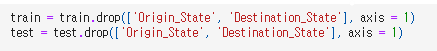 train = train.drop(['Origin_State', 'Destination_State'], axis = 1)
test = test.drop(['Origin_State', 'Destination_State'], axis = 1)